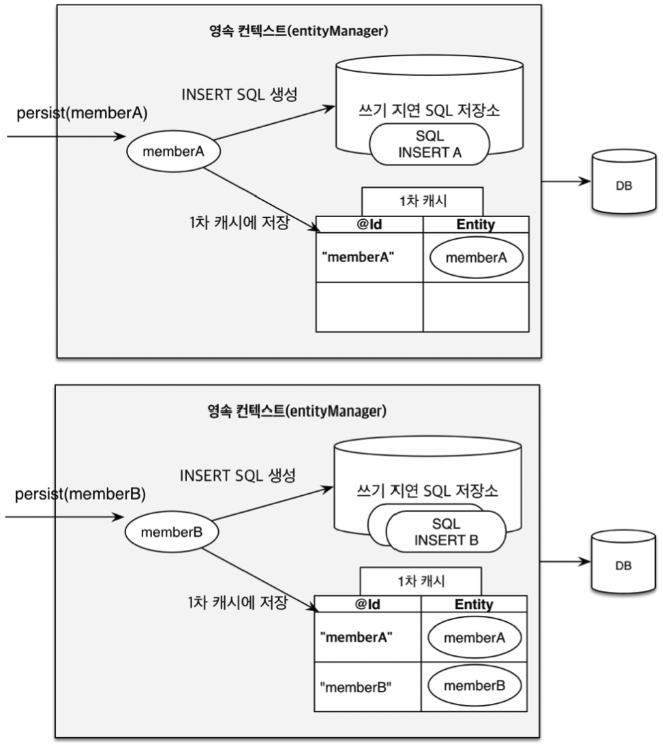 영속 컨텍스트(entityManager)
INSERT SQL 생성
persist(memberA)
쓰기 지연 SQL 저장소
SQL
INSERT A
memberA
DB
1차 캐시
1차 캐시에 저장
@Id Entity
"memberA" memberA
영속 컨텍스트(entityManager)
INSERT SQL 생성
persist(memberB)
쓰기 지연 SQL 저장소
SQL
INSERT B
memberB
DB
1차 캐시
1차 캐시에 저장
@Id Entity
"memberA" memberA
"memberB" memberB